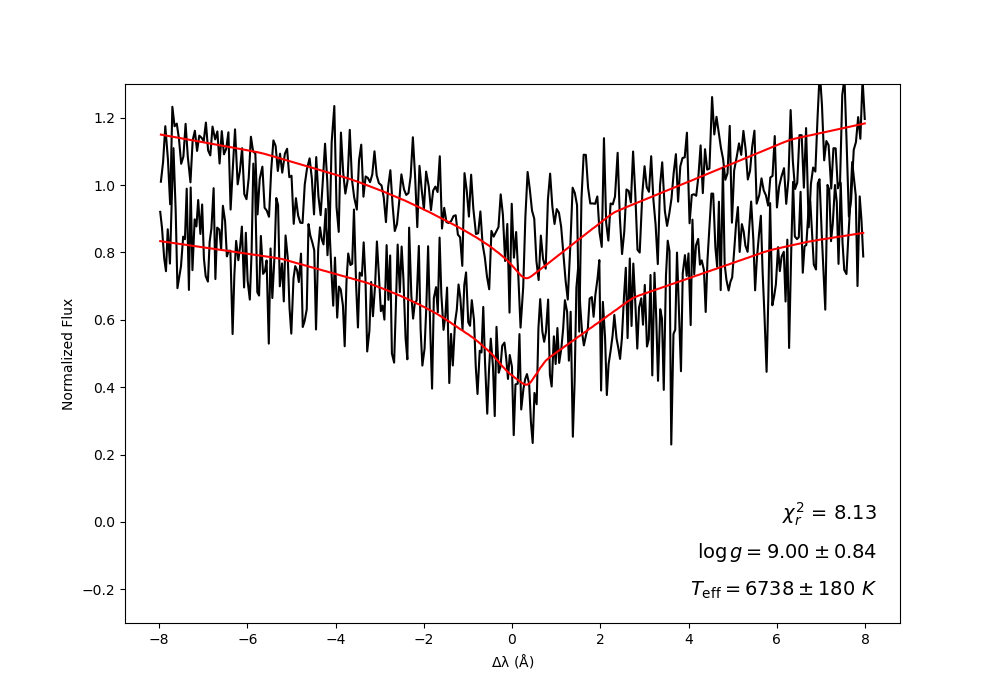 1.2
1.0
0.8
0.6
0.4
0.2
0.0
−0.2
Normalized Flux
χ²ᵣ = 8.13
log g = 9.00 ± 0.84
T_eff = 6738 ± 180 K
−8 −6 −4 −2 0 2 4 6 8
Δλ (Å)